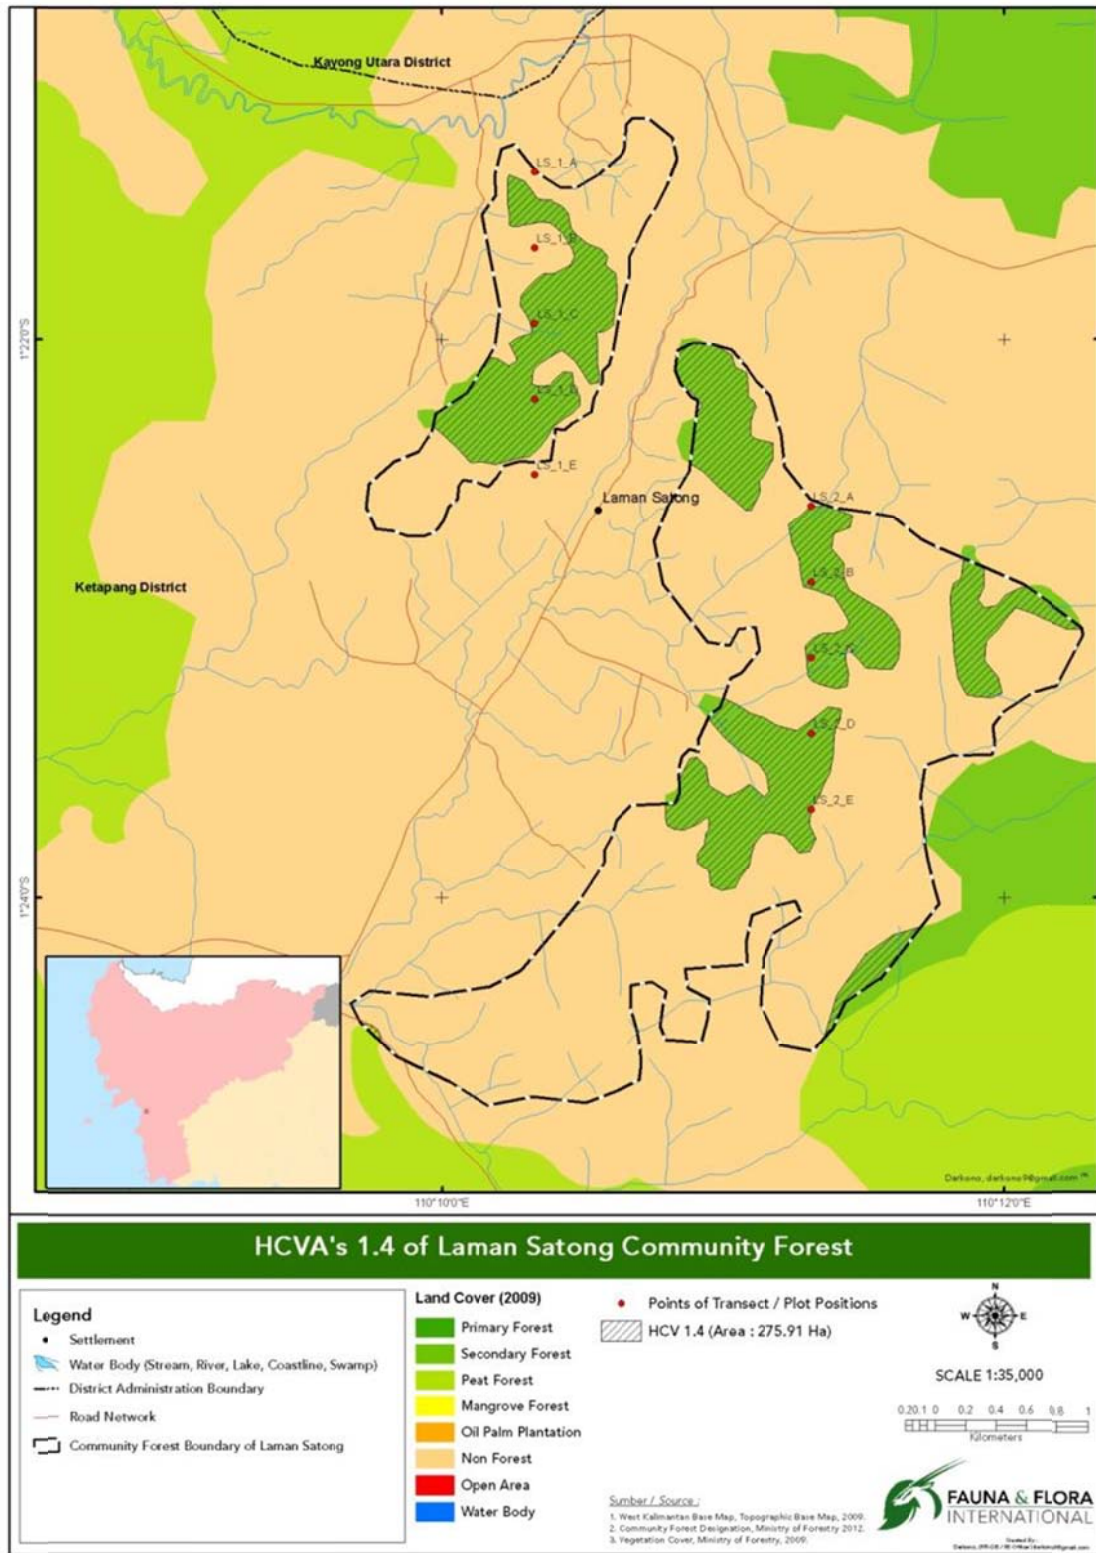 Kayong Utara District
LS_1_A
LS_1_B
LS_1_C
1°22'0"S
LS_1_D
LS_1_E
Laman Satong
LS_2_A
LS_2_B
Ketapang District
LS_2_C
LS_2_D
LS_2_E
1°24'0"S
110°10'0"E
110°12'0"E
HCVA's 1.4 of Laman Satong Community Forest
Legend
Settlement
Water Body (Stream, River, Lake, Coastline, Swamp)
District Administration Boundary
Road Network
Community Forest Boundary of Laman Satong
Land Cover (2009)
Primary Forest
Secondary Forest
Peat Forest
Mangrove Forest
Oil Palm Plantation
Non Forest
Open Area
Water Body
Points of Transect / Plot Positions
HCV 1.4 (Area : 275.91 Ha)
N
W E
S
SCALE 1:35,000
0.20.1 0 0.2 0.4 0.6 0.8 1
Kilometers
Sumber / Source :
1. West Kalimantan Base Map, Topographic Base Map, 2009.
2. Community Forest Designation, Ministry of Forestry 2012.
3. Vegetation Cover, Ministry of Forestry, 2009.
FAUNA & FLORA
INTERNATIONAL